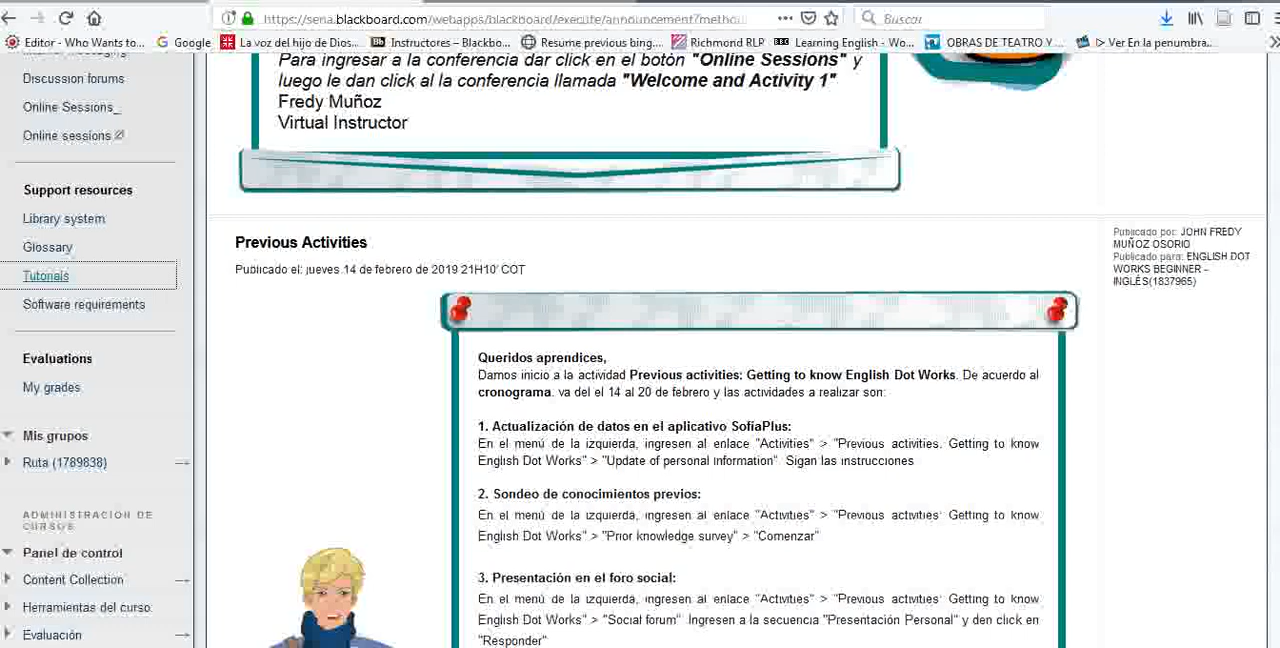 https://sena.blackboard.com/webapps/blackboard/execute/announcement?metho
Buscar
Editor - Who Wants to...
Google
La voz del hijo de Dios...
Instructores – Blackbo...
Resume previous bing...
Richmond RLP
Learning English - Wo...
OBRAS DE TEATRO Y ...
▷ Ver En la penumbra...
Discussion forums
Online Sessions_
Online sessions
Support resources
Library system
Glossary
Tutorials
Software requirements
Evaluations
My grades
Mis grupos
Ruta (1789838)
ADMINISTRACION DE
CURSOS
Panel de control
Content Collection
Herramientas del curso
Evaluación
Para ingresar a la conferencia dar click en el botón "Online Sessions" y
luego le dan click al la conferencia llamada "Welcome and Activity 1"
Fredy Muñoz
Virtual Instructor
Previous Activities
Publicado el: jueves 14 de febrero de 2019 21H10' COT
Publicado por: JOHN FREDY
MUÑOZ OSORIO
Publicado para: ENGLISH DOT
WORKS BEGINNER –
INGLÉS(1837965)
Queridos aprendices,
Damos inicio a la actividad Previous activities: Getting to know English Dot Works. De acuerdo al
cronograma. va del el 14 al 20 de febrero y las actividades a realizar son:
1. Actualización de datos en el aplicativo SofíaPlus:
En el menú de la izquierda, ingresen al enlace "Activities" > "Previous activities. Getting to know
English Dot Works" > "Update of personal information" Sigan las instrucciones
2. Sondeo de conocimientos previos:
En el menú de la izquierda, ingresen al enlace "Activities" > "Previous activities: Getting to know
English Dot Works" > "Prior knowledge survey" > "Comenzar"
3. Presentación en el foro social:
En el menú de la izquierda, ingresen al enlace "Activities" > "Previous activities: Getting to know
English Dot Works" > "Social forum" Ingresen a la secuencia "Presentación Personal" y den click en
"Responder"